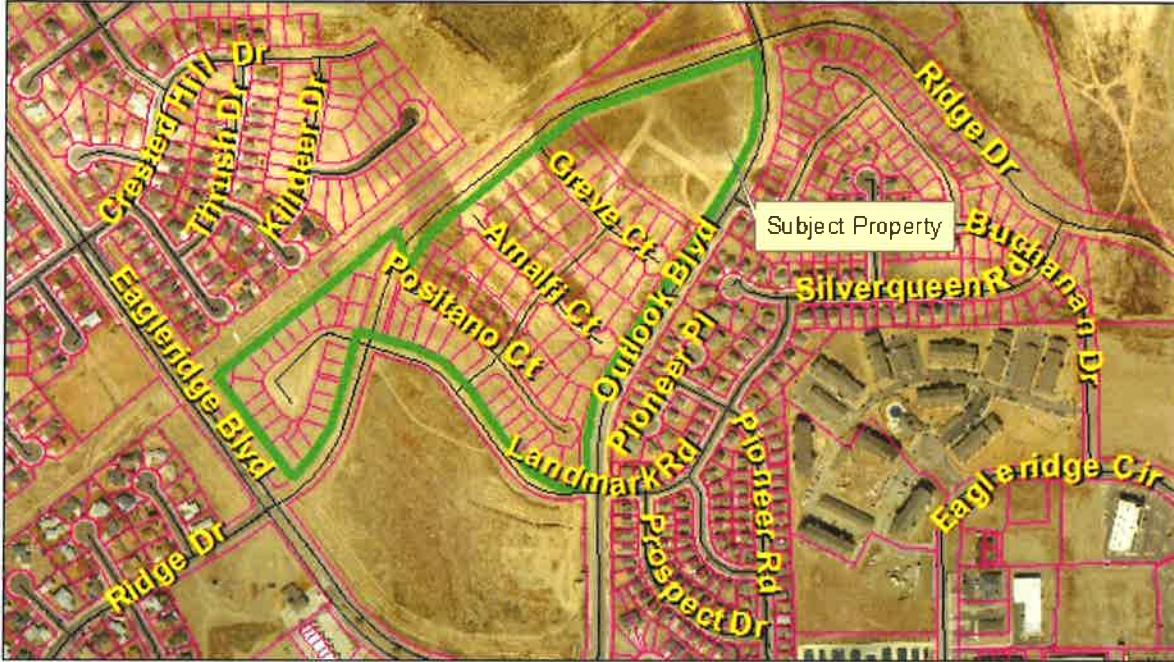 Crested Hill Dr
Thrush Dr
Killdeer Dr
Ridge Dr
Greve Ct
Subject Property
Amalfi Ct
Buchanan Dr
Positano Ct
Outlook Blvd
Silverqueen Rd
Eagleridge Blvd
Pioneer Pl
Landmark Rd
Pioneer Rd
Eagleridge Cir
Ridge Dr
Prospect Dr